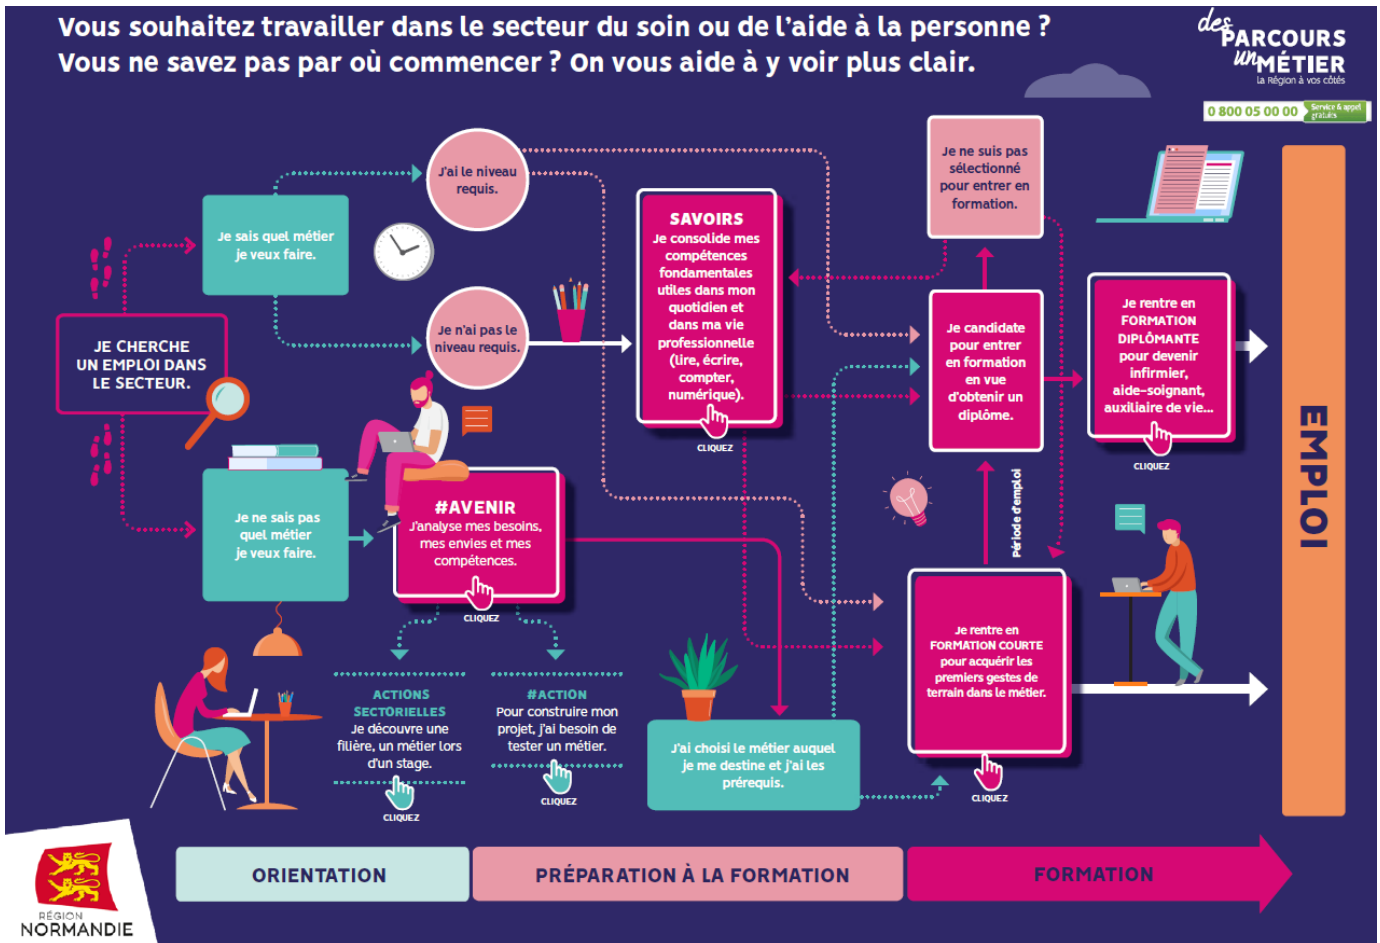 Vous souhaitez travailler dans le secteur du soin ou de l'aide à la personne ?
Vous ne savez pas par où commencer ? On vous aide à y voir plus clair.
des
PARCOURS
un MÉTIER
la Région à vos côtés
0 800 05 00 00
Service & appel
gratuits
JE CHERCHE
UN EMPLOI DANS
LE SECTEUR.
Je sais quel métier
je veux faire.
J'ai le niveau
requis.
Je n'ai pas le
niveau requis.
SAVOIRS
Je consolide mes
compétences
fondamentales
utiles dans mon
quotidien et
dans ma vie
professionnelle
(lire, écrire,
compter,
numérique).
CLIQUEZ
Je ne suis pas
sélectionné
pour entrer en
formation.
Je candidate
pour entrer
en formation
en vue
d'obtenir un
diplôme.
Je rentre en
FORMATION
DIPLÔMANTE
pour devenir
infirmier,
aide-soignant,
auxiliaire de vie...
CLIQUEZ
Période d'emploi
EMPLOI
Je ne sais pas
quel métier
je veux faire.
#AVENIR
J'analyse mes besoins,
mes envies et mes
compétences.
CLIQUEZ
ACTIONS
SECTORIELLES
Je découvre une
filière, un métier lors
d'un stage.
CLIQUEZ
#ACTION
Pour construire mon
projet, j'ai besoin de
tester un métier.
CLIQUEZ
J'ai choisi le métier auquel
je me destine et j'ai les
prérequis.
Je rentre en
FORMATION COURTE
pour acquérir les
premiers gestes de
terrain dans le métier.
CLIQUEZ
ORIENTATION
PRÉPARATION À LA FORMATION
FORMATION
RÉGION
NORMANDIE